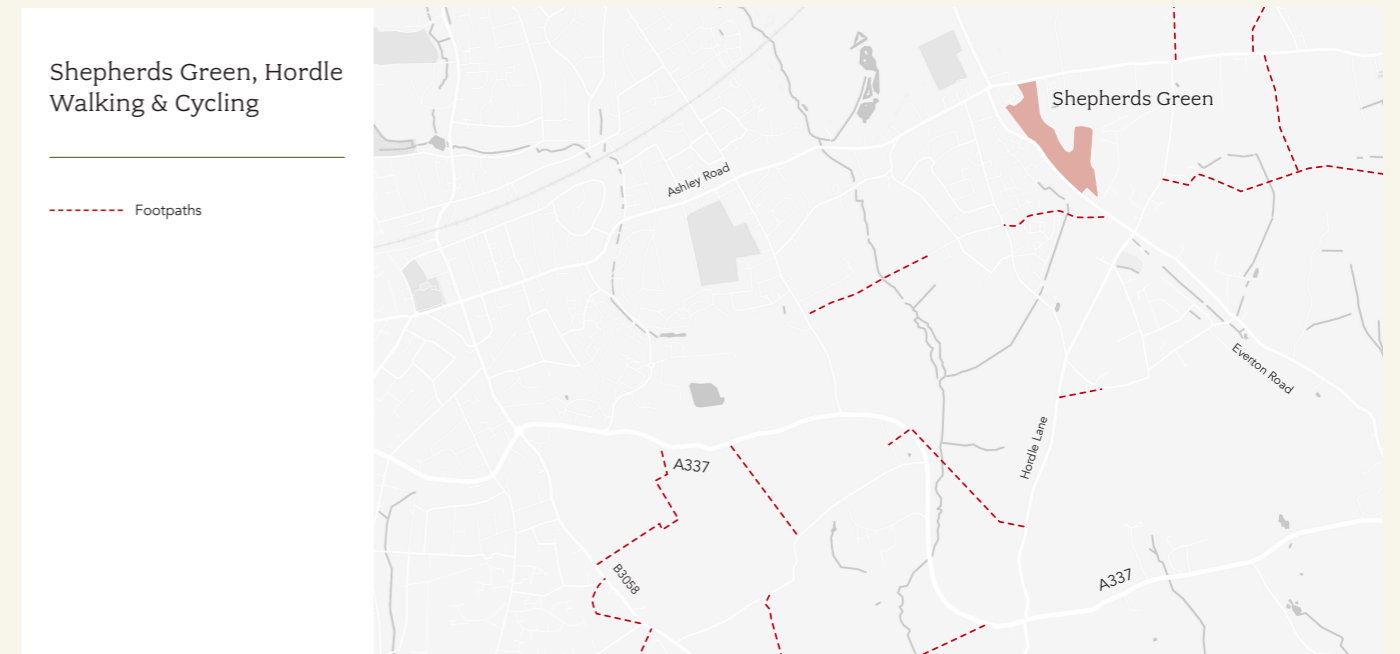 Shepherds Green, Hordle
Walking & Cycling
Footpaths
Shepherds Green
Ashley Road
Everton Road
Hordle Lane
A337
B3058
A337